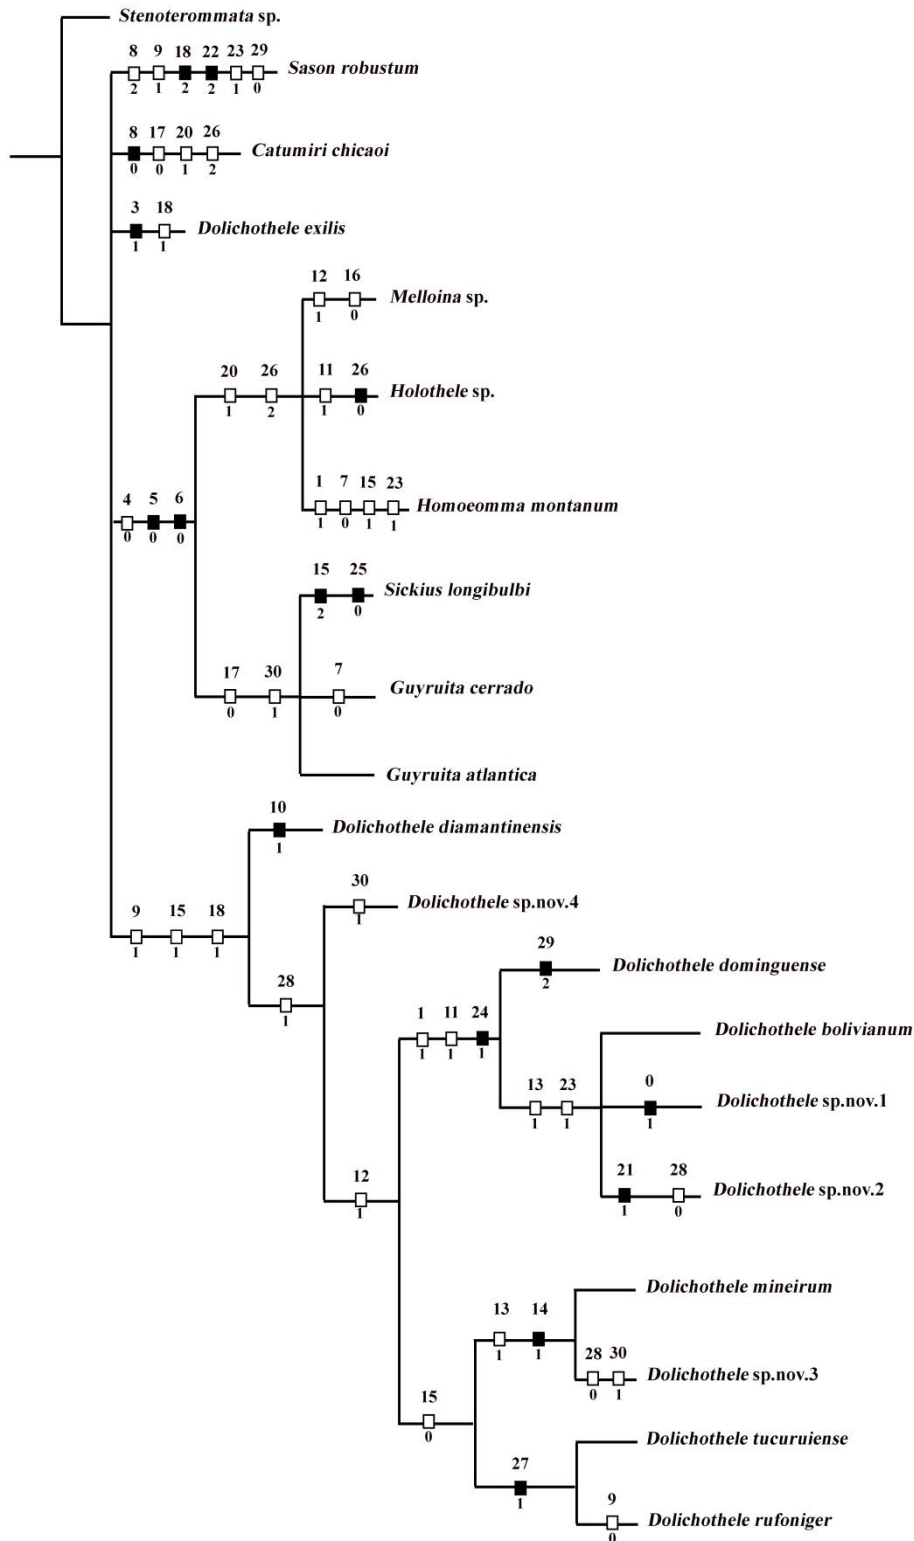 Stenoterommata sp.
8 9 18 22 23 29
Sason robustum
2 1 2 2 1 0
8 17 20 26
Catumiri chicaoi
0 0 1 2
3 18
Dolichothele exilis
1 1
12 16
Melloina sp.
1 0
20 26
11 26
Holothele sp.
1 2
1 0
4 5 6
1 7 15 23
Homoeomma montanum
1 0 1 1
0 0 0
15 25
Sickius longibulbi
2 0
17 30
7
Guyruita cerrado
0 1
0
Guyruita atlantica
10
Dolichothele diamantinensis
1
30
Dolichothele sp.nov.4
1
9 15 18
1 1 1
29
Dolichothele dominguense
2
28
1
1 11 24
1 1 1
Dolichothele bolivianum
13 23
0
Dolichothele sp.nov.1
1 1
1
21 28
Dolichothele sp.nov.2
1 0
12
1
Dolichothele mineirum
13 14
1 1
28 30
Dolichothele sp.nov.3
0 1
15
0
Dolichothele tucuruiense
27
1
9
Dolichothele rufoniger
0